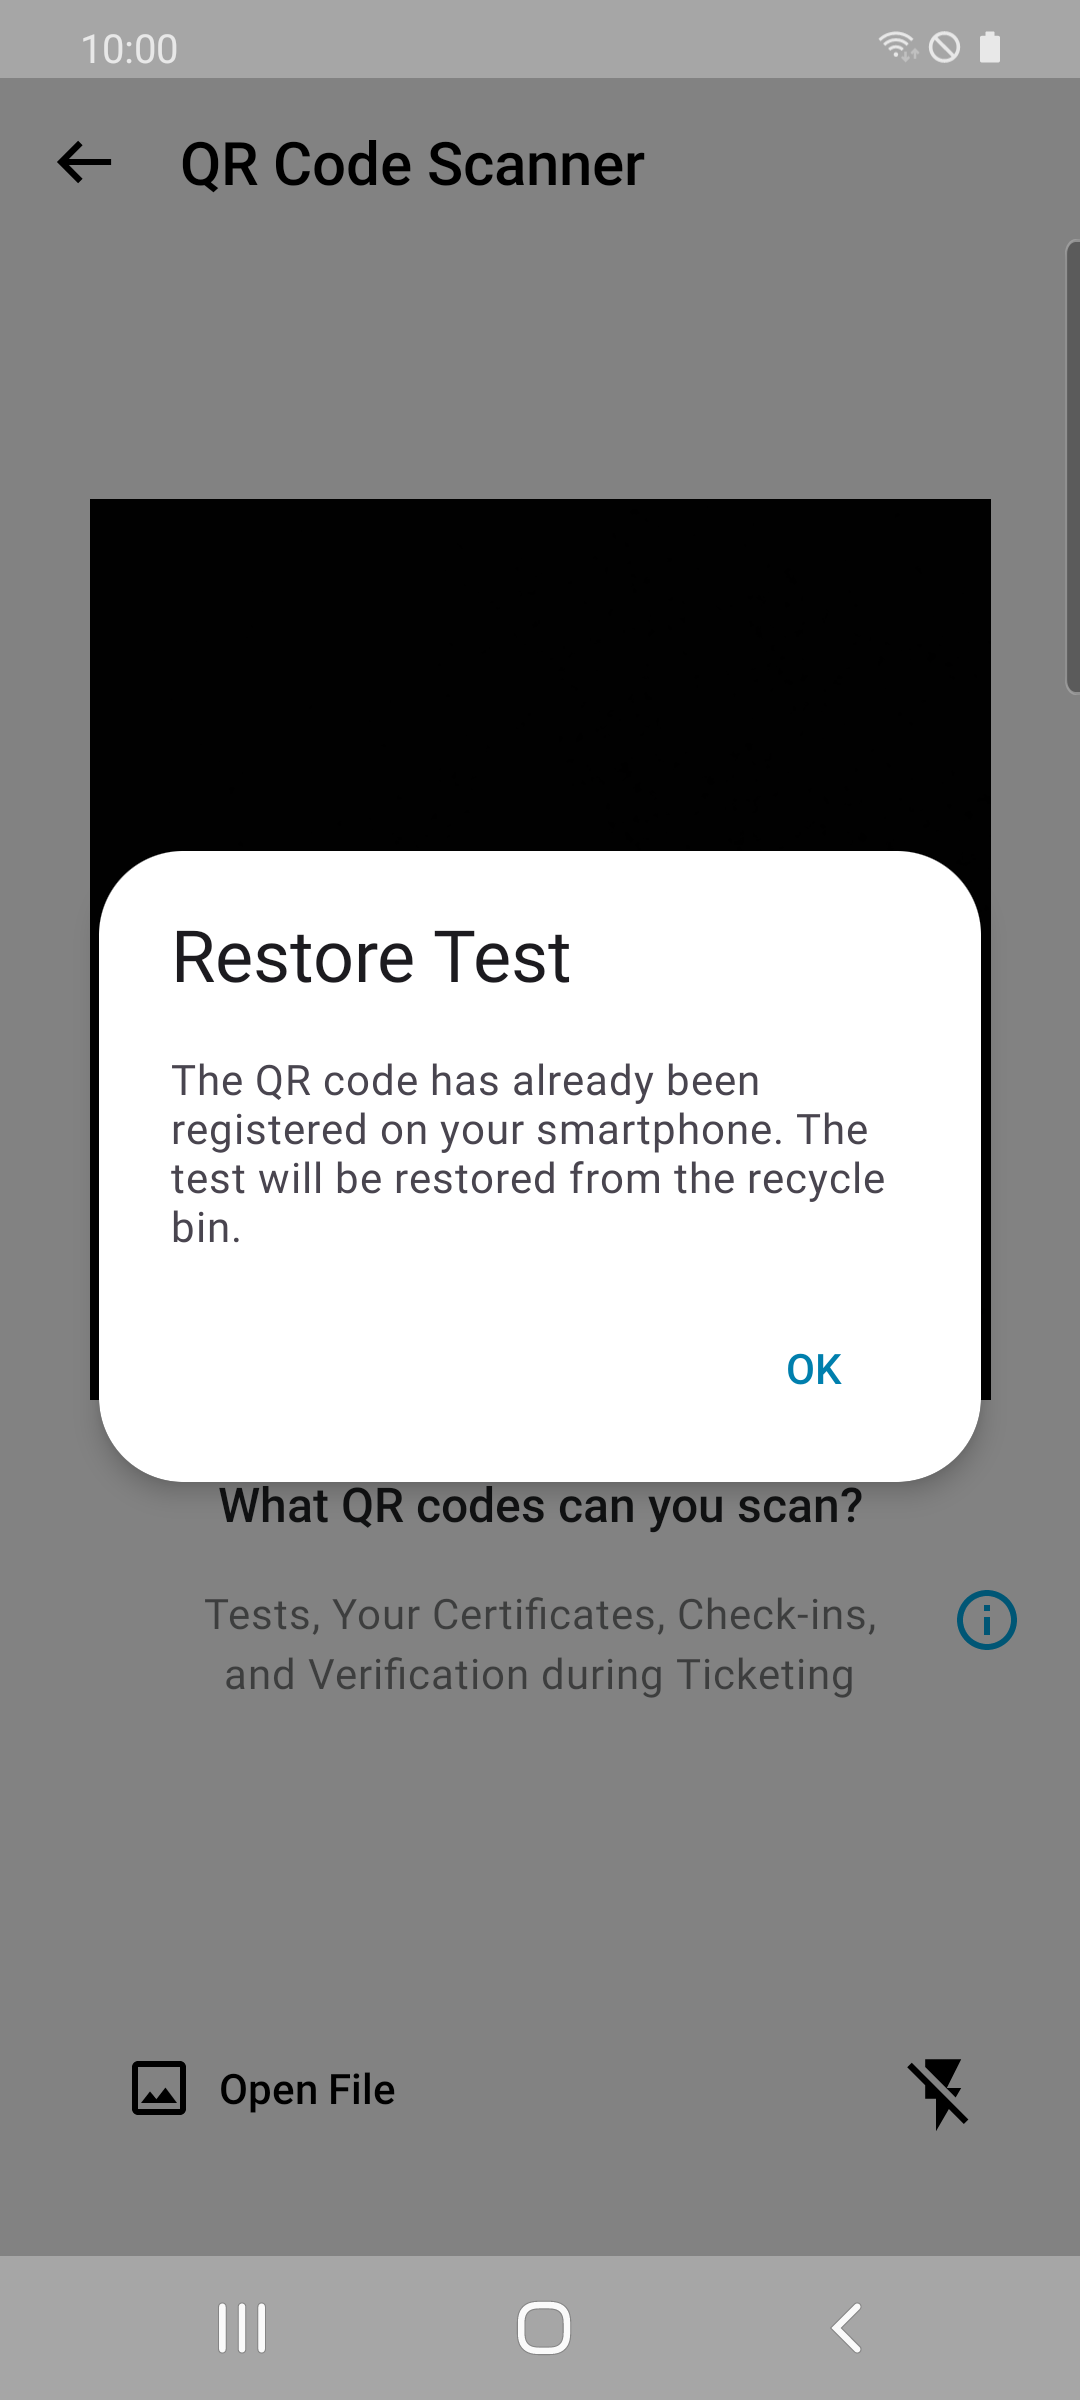 10:00
QR Code Scanner
Restore Test
The QR code has already been
registered on your smartphone. The
test will be restored from the recycle
bin.
OK
What QR codes can you scan?
Tests, Your Certificates, Check-ins,
and Verification during Ticketing
Open File